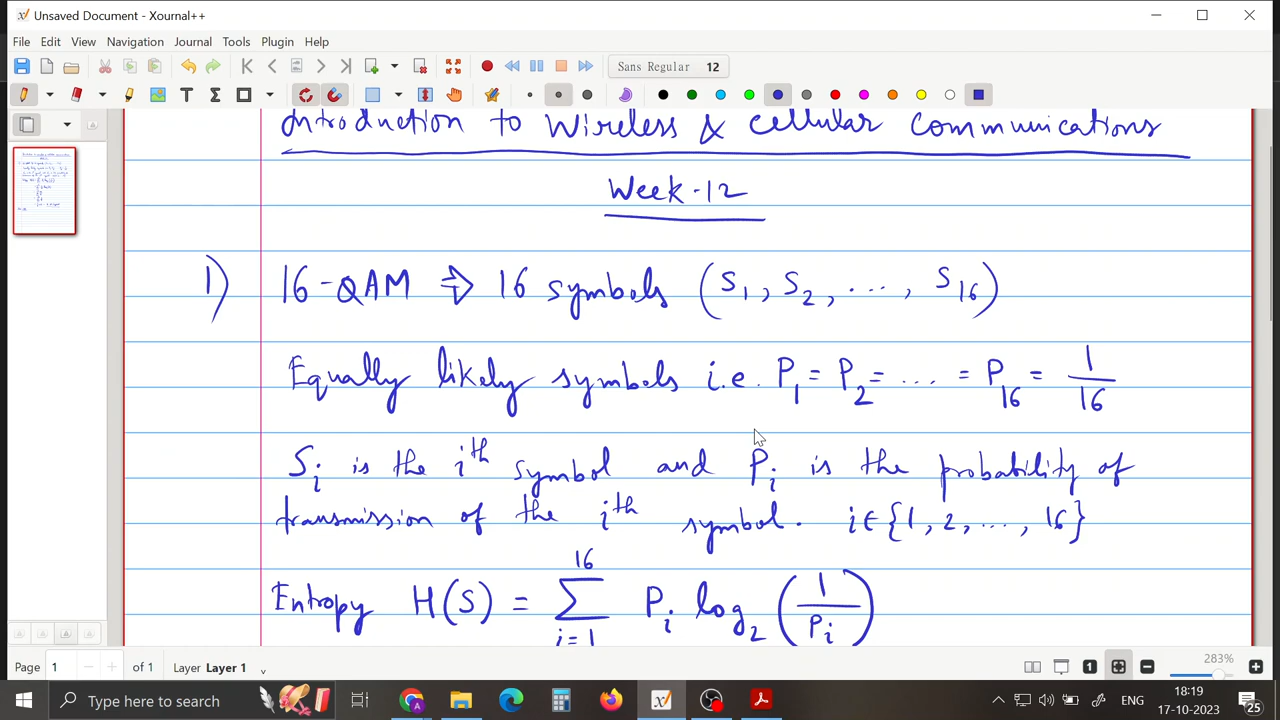 Unsaved Document - Xournal++
File Edit View Navigation Journal Tools Plugin Help
Sans Regular 12
Introduction to Wireless & Cellular Communications
Week-12
1) 16-QAM ⇒ 16 symbols (S₁, S₂, ..., S₁₆)
Equally likely symbols i.e. P₁ = P₂ = ... = P₁₆ = 1/16
Sᵢ is the iᵗʰ symbol and Pᵢ is the probability of
transmission of the iᵗʰ symbol. i∈{1, 2, ..., 16}
Entropy H(S) = ∑_{i=1}^{16} Pᵢ log₂ (1/Pᵢ)
Page 1 of 1 Layer Layer 1 283%
Type here to search ENG 18:19 17-10-2023 25